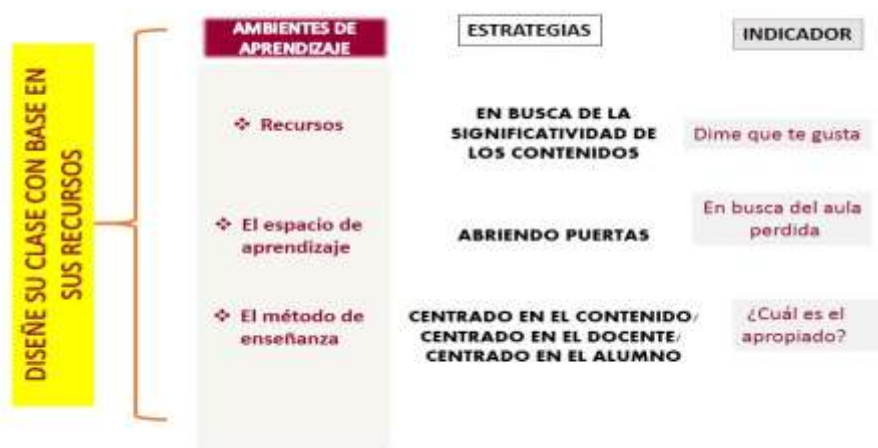 DISEÑE SU CLASE CON BASE EN
SUS RECURSOS
AMBIENTES DE
APRENDIZAJE
ESTRATEGIAS
INDICADOR
❖ Recursos
EN BUSCA DE LA
SIGNIFICATIVIDAD DE
LOS CONTENIDOS
Dime que te gusta
❖ El espacio de
aprendizaje
ABRIENDO PUERTAS
En busca del aula
perdida
❖ El método de
enseñanza
CENTRADO EN EL CONTENIDO/
CENTRADO EN EL DOCENTE/
CENTRADO EN EL ALUMNO
¿Cuál es el
apropiado?